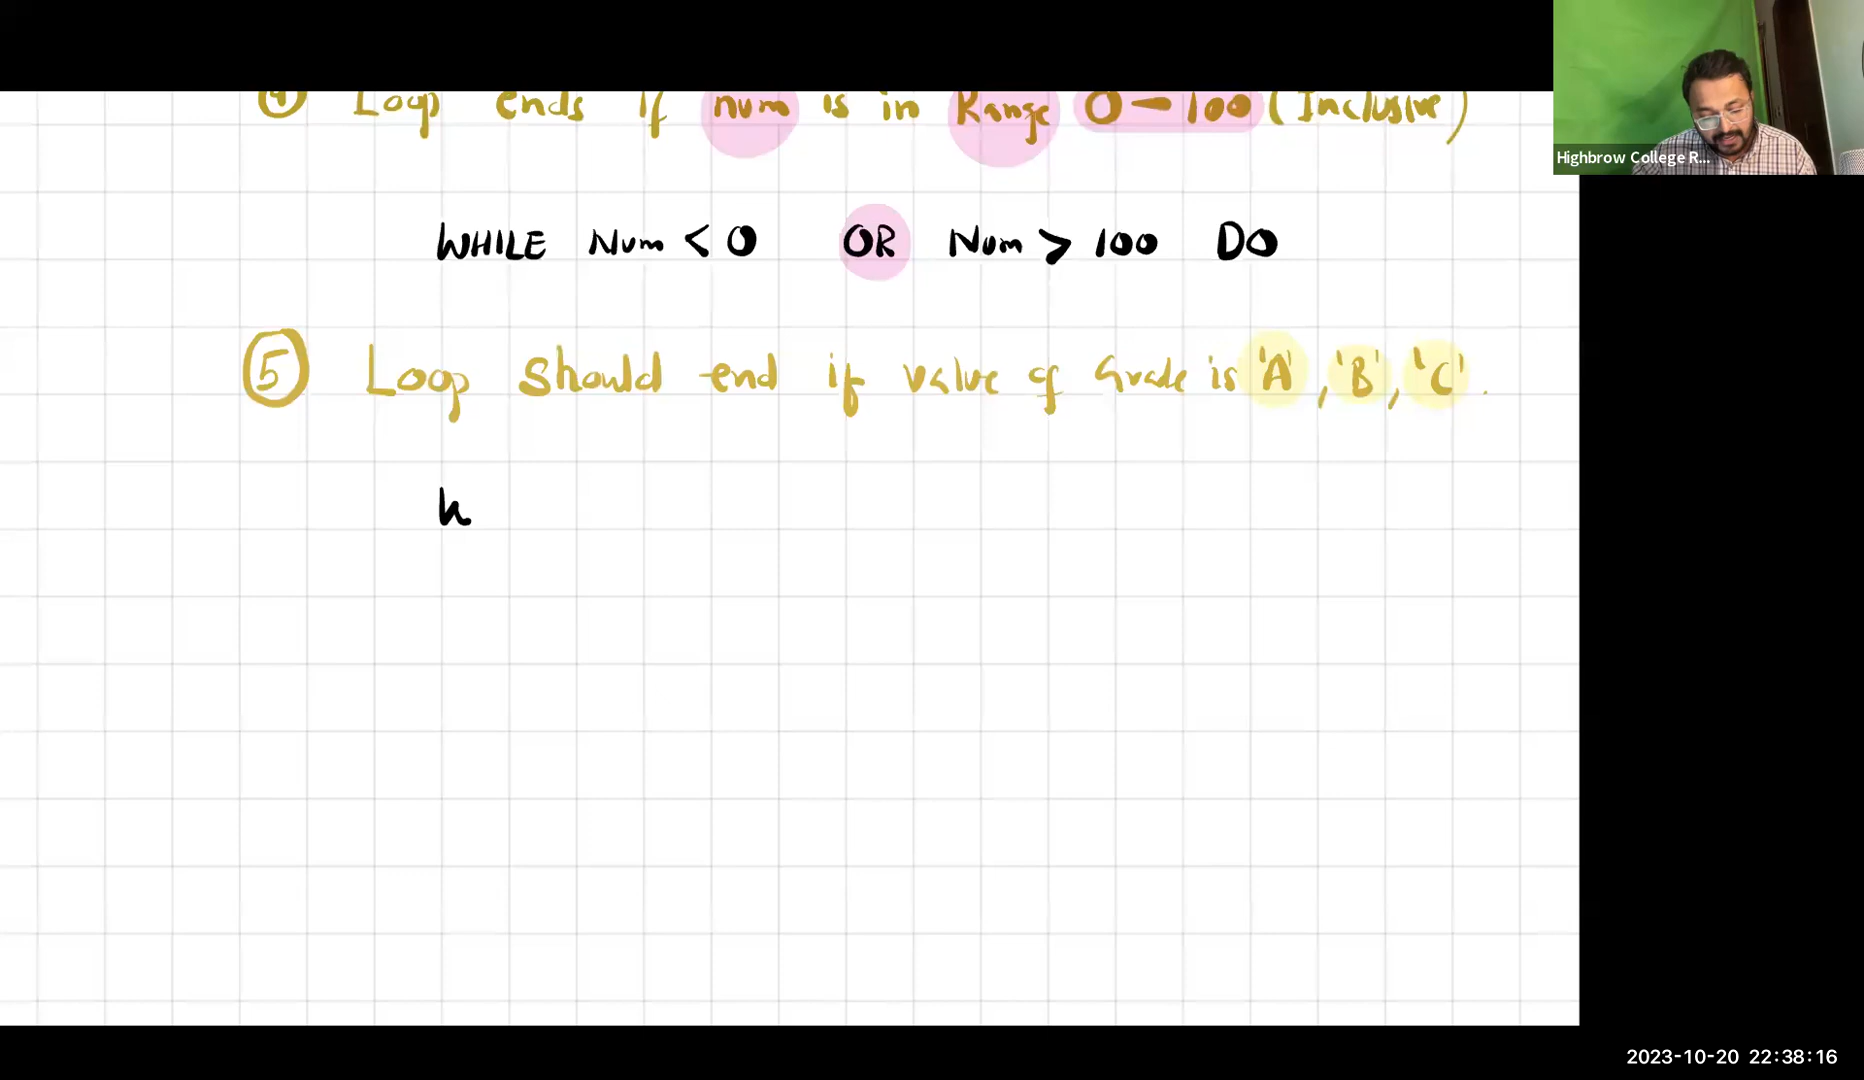 ④ Loop ends if num is in Range 0 - 100 (Inclusive)
Highbrow College R...
WHILE Num < 0 OR Num > 100 DO
⑤ Loop should end if value of Grade is 'A', 'B', 'C'.
2023-10-20 22:38:16